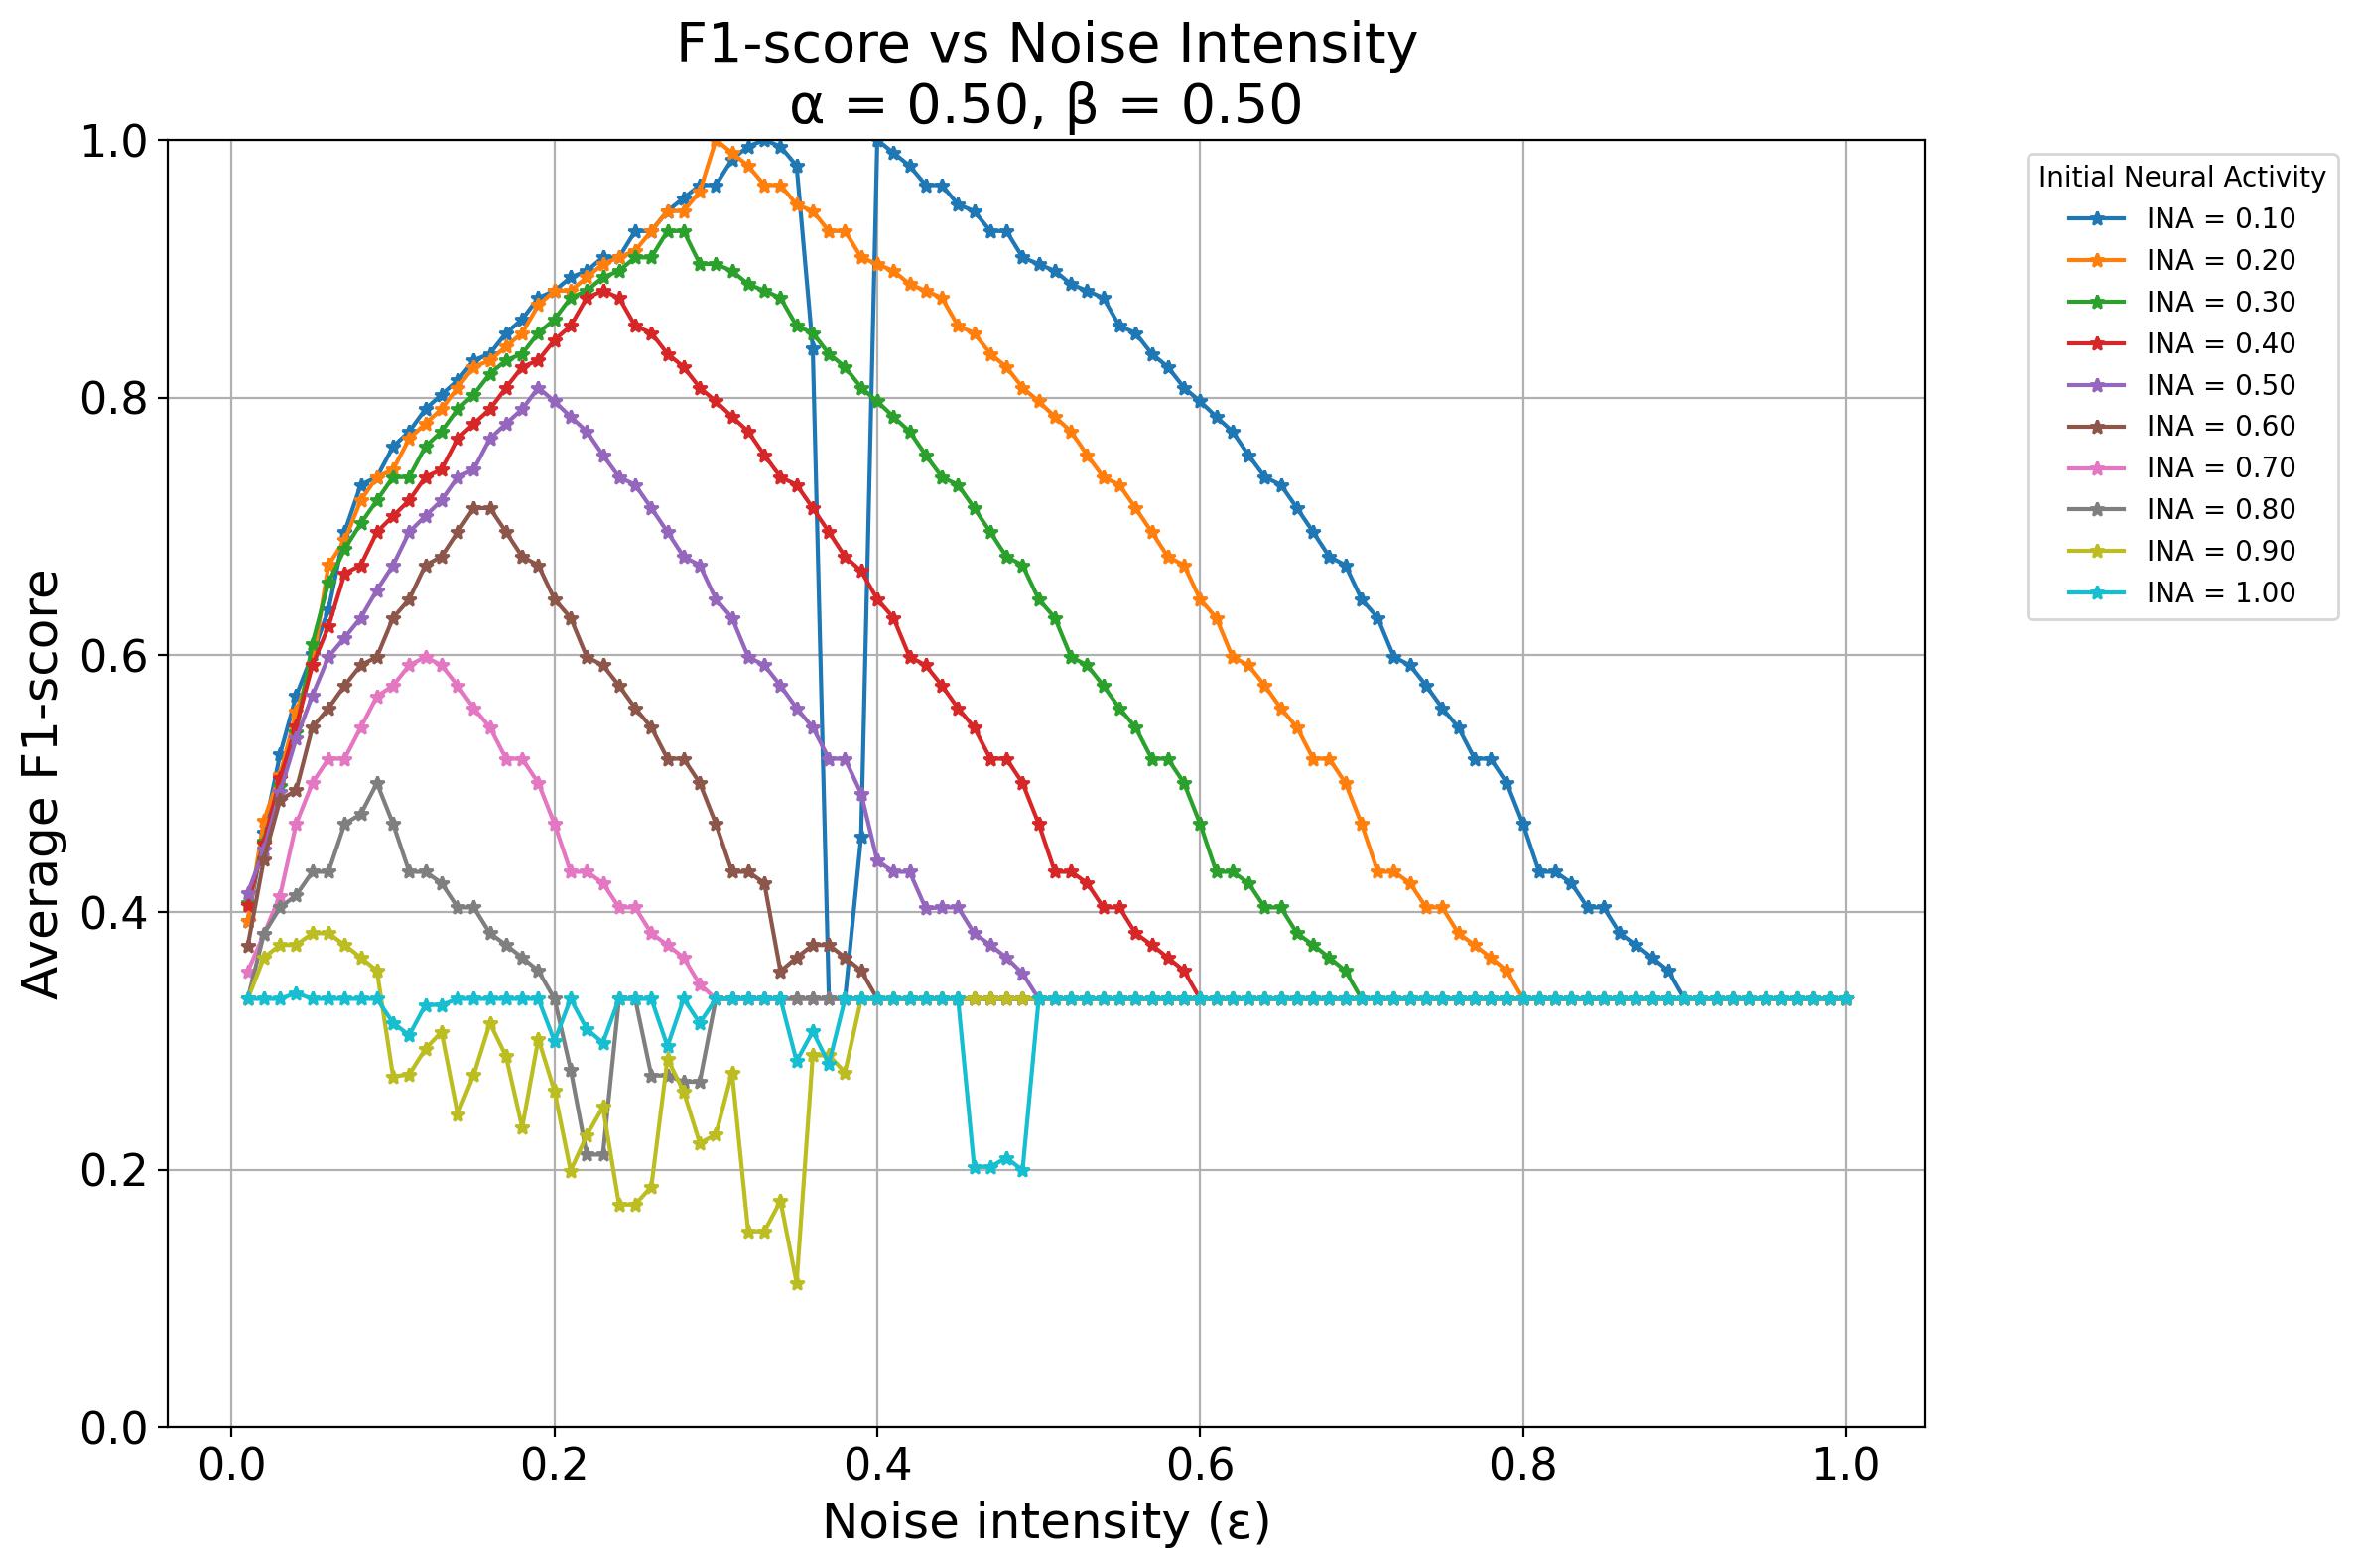 F1-score vs Noise Intensity
α = 0.50, β = 0.50
Average F1-score
1.0
0.8
0.6
0.4
0.2
0.0
0.0 0.2 0.4 0.6 0.8 1.0
Noise intensity (ε)
Initial Neural Activity
INA = 0.10
INA = 0.20
INA = 0.30
INA = 0.40
INA = 0.50
INA = 0.60
INA = 0.70
INA = 0.80
INA = 0.90
INA = 1.00